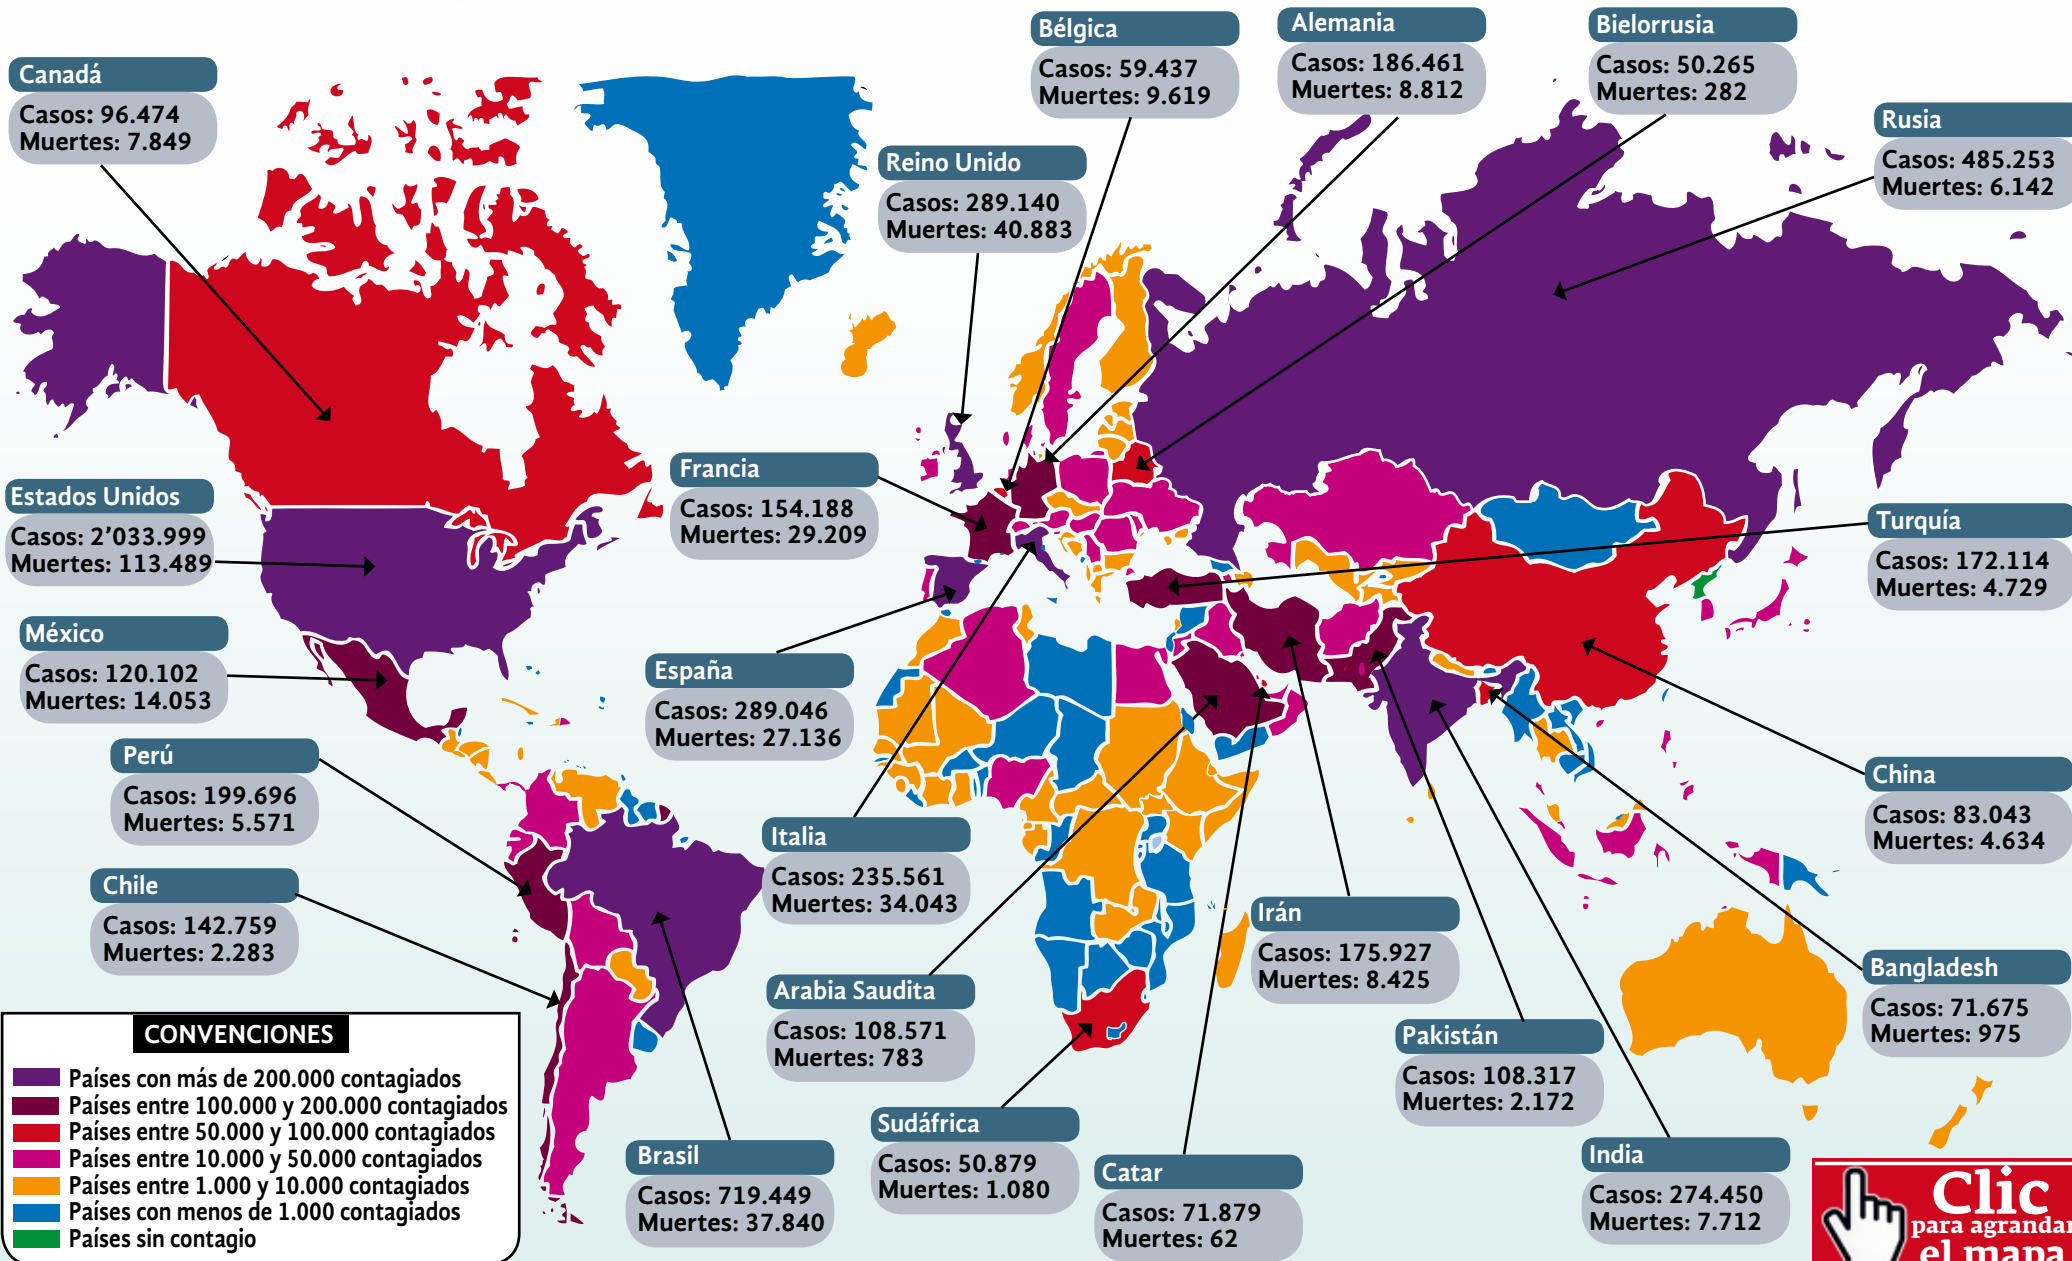 Canadá
Casos: 96.474
Muertes: 7.849
Bélgica
Casos: 59.437
Muertes: 9.619
Alemania
Casos: 186.461
Muertes: 8.812
Bielorrusia
Casos: 50.265
Muertes: 282
Rusia
Casos: 485.253
Muertes: 6.142
Reino Unido
Casos: 289.140
Muertes: 40.883
Francia
Casos: 154.188
Muertes: 29.209
Estados Unidos
Casos: 2’033.999
Muertes: 113.489
Turquía
Casos: 172.114
Muertes: 4.729
México
Casos: 120.102
Muertes: 14.053
España
Casos: 289.046
Muertes: 27.136
Perú
Casos: 199.696
Muertes: 5.571
China
Casos: 83.043
Muertes: 4.634
Italia
Casos: 235.561
Muertes: 34.043
Chile
Casos: 142.759
Muertes: 2.283
Irán
Casos: 175.927
Muertes: 8.425
Bangladesh
Casos: 71.675
Muertes: 975
Arabia Saudita
Casos: 108.571
Muertes: 783
Pakistán
Casos: 108.317
Muertes: 2.172
Sudáfrica
Casos: 50.879
Muertes: 1.080
Brasil
Casos: 719.449
Muertes: 37.840
Catar
Casos: 71.879
Muertes: 62
India
Casos: 274.450
Muertes: 7.712
CONVENCIONES
Países con más de 200.000 contagiados
Países entre 100.000 y 200.000 contagiados
Países entre 50.000 y 100.000 contagiados
Países entre 10.000 y 50.000 contagiados
Países entre 1.000 y 10.000 contagiados
Países con menos de 1.000 contagiados
Países sin contagio
Clic
para agrandar
el mapa